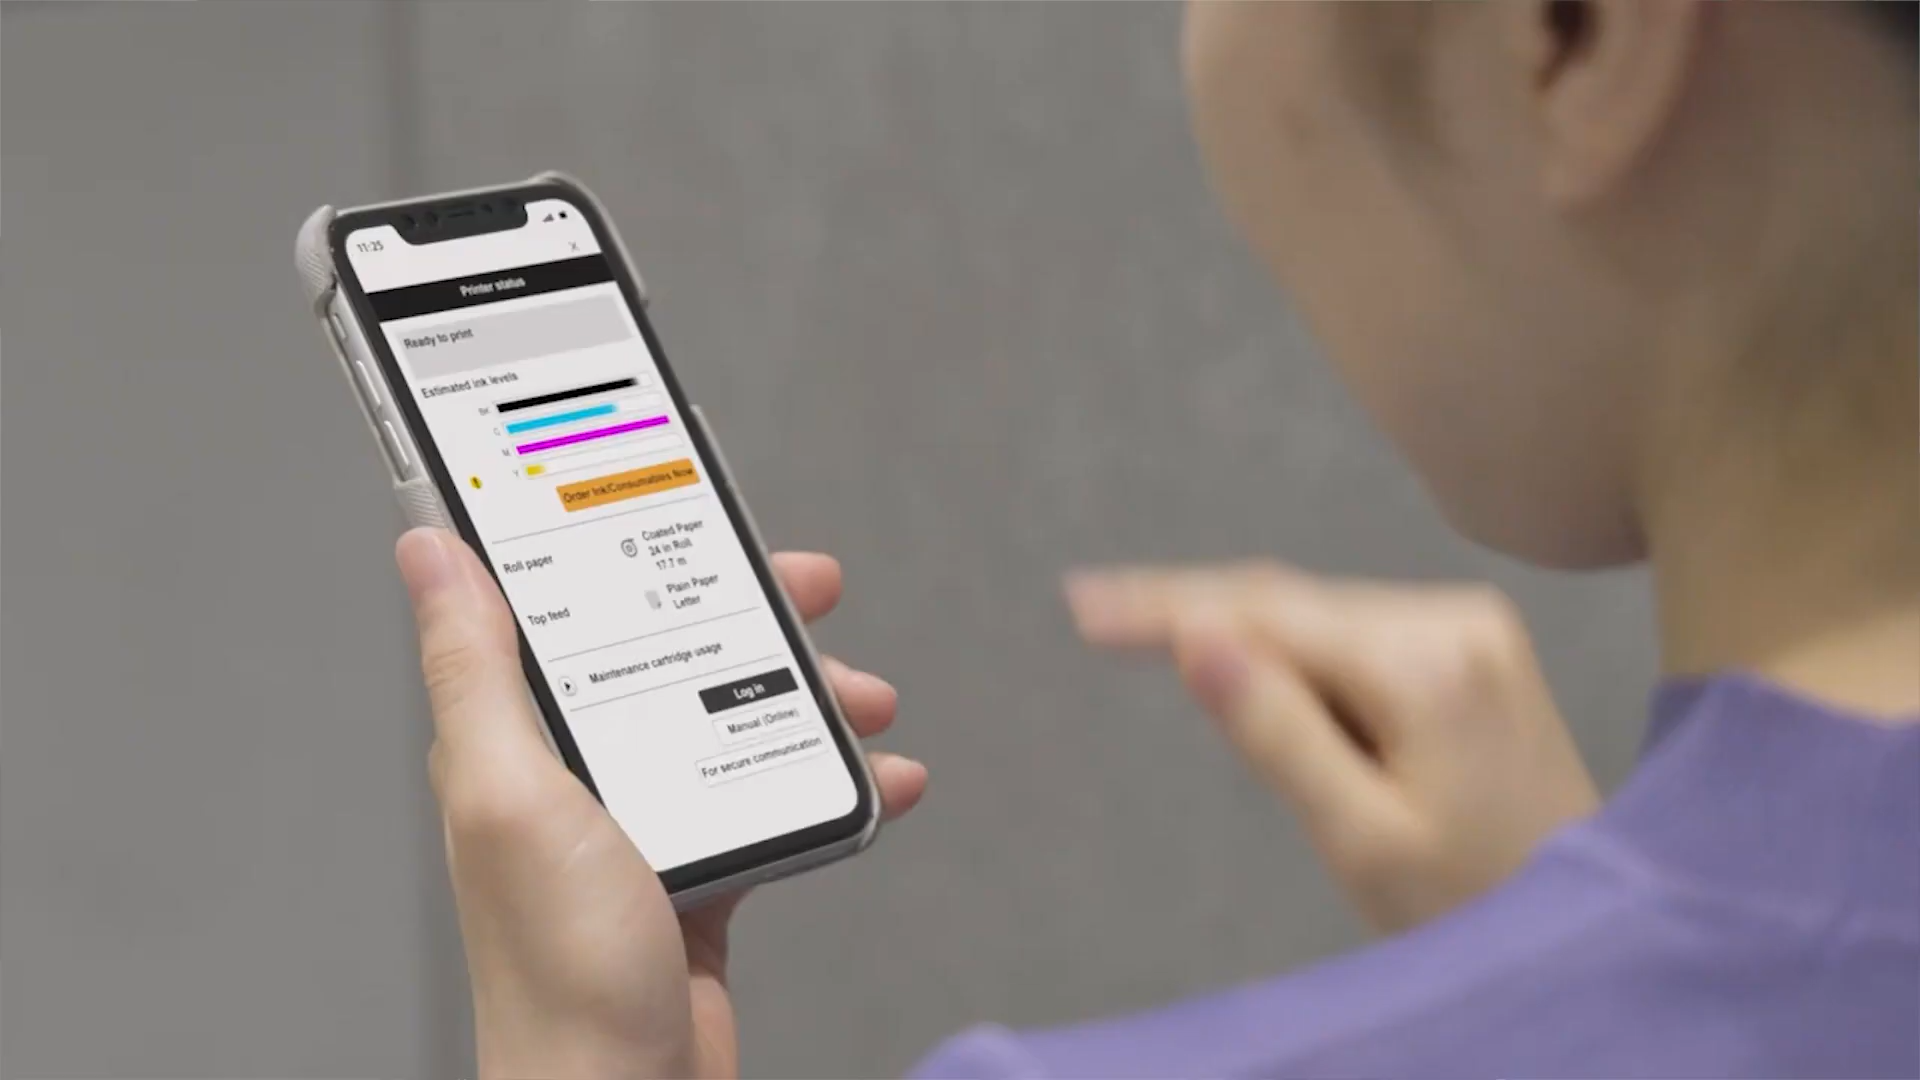 11:25
X
Printer status
Ready to print
Estimated ink levels
BK
C
M
Y
!
Order Ink/Consumables Now
Roll paper
Coated Paper
24 in Roll
17.7 m
Top feed
Plain Paper
Letter
Maintenance cartridge usage
Log in
Manual (Online)
For secure communication